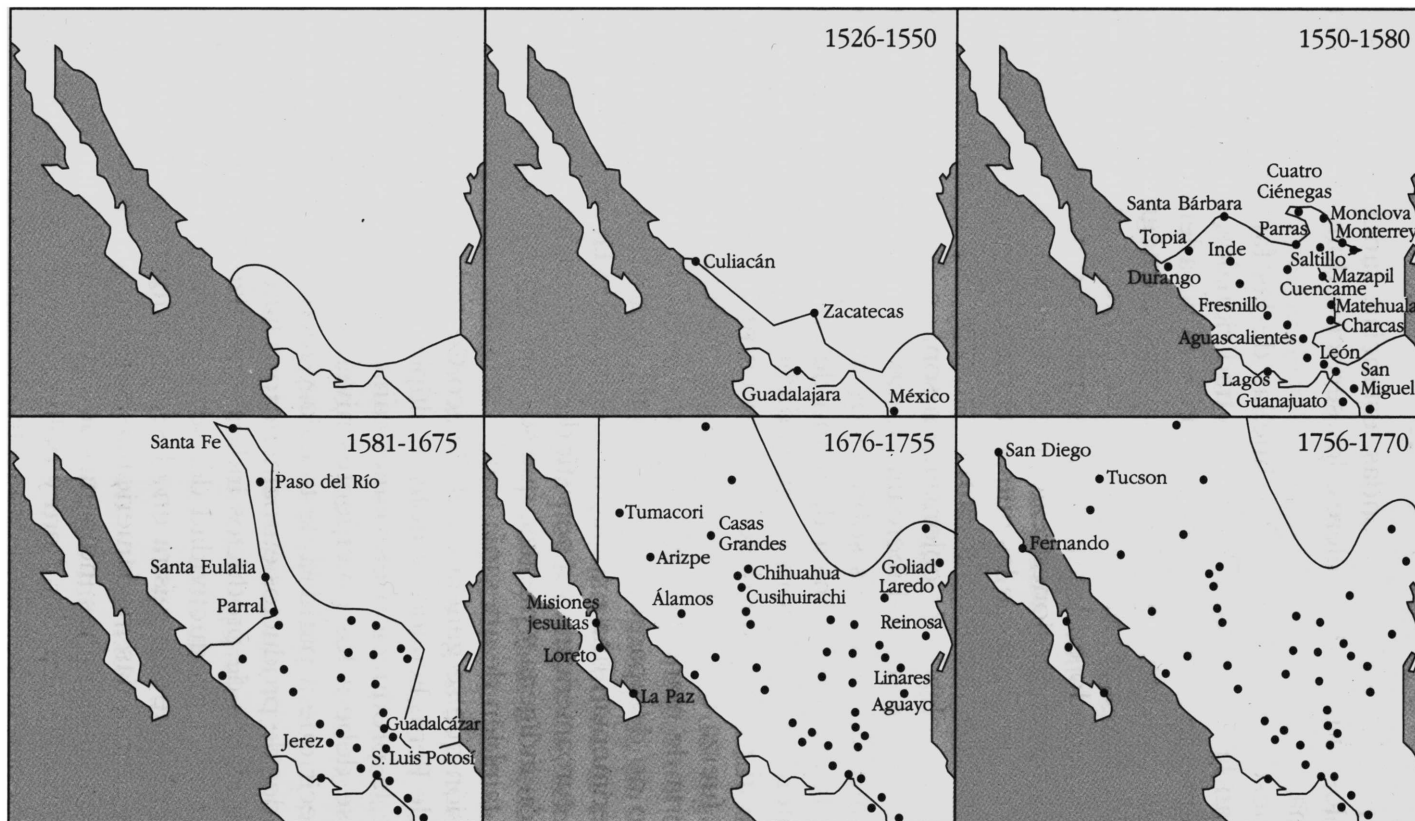 1526-1550
Culiacán
Zacatecas
Guadalajara
México
1550-1580
Cuatro
Ciénegas
Santa Bárbara
Monclova
Parras
Monterrey
Topia
Inde
Saltillo
Durango
Mazapil
Cuencame
Fresnillo
Matehuala
Charcas
Aguascalientes
León
Lagos
San
Miguel
Guanajuato
1581-1675
Santa Fe
Paso del Río
Santa Eulalia
Parral
Guadalcázar
Jerez
S. Luis Potosí
1676-1755
Tumacori
Casas
Grandes
Arizpe
Goliad
Chihuahua
Laredo
Cusihuirachi
Misiones
jesuitas
Álamos
Reinosa
Loreto
Linares
La Paz
Aguayo
1756-1770
San Diego
Tucson
Fernando